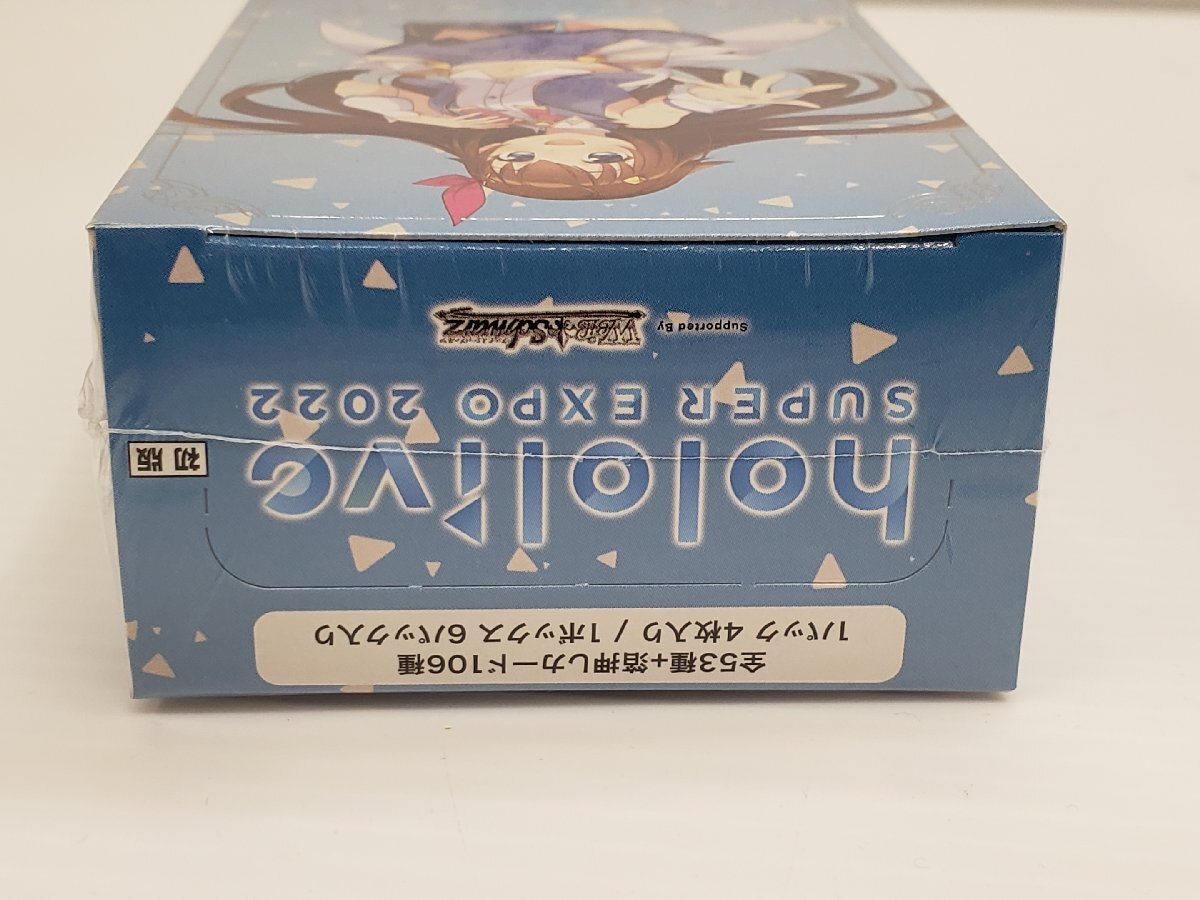 全53種+箔押しカード106種
1パック 4枚入り / 1ボックス 6パック入り
hololive
初版
SUPER EXPO 2022
Supported By
Weiß Schwarz